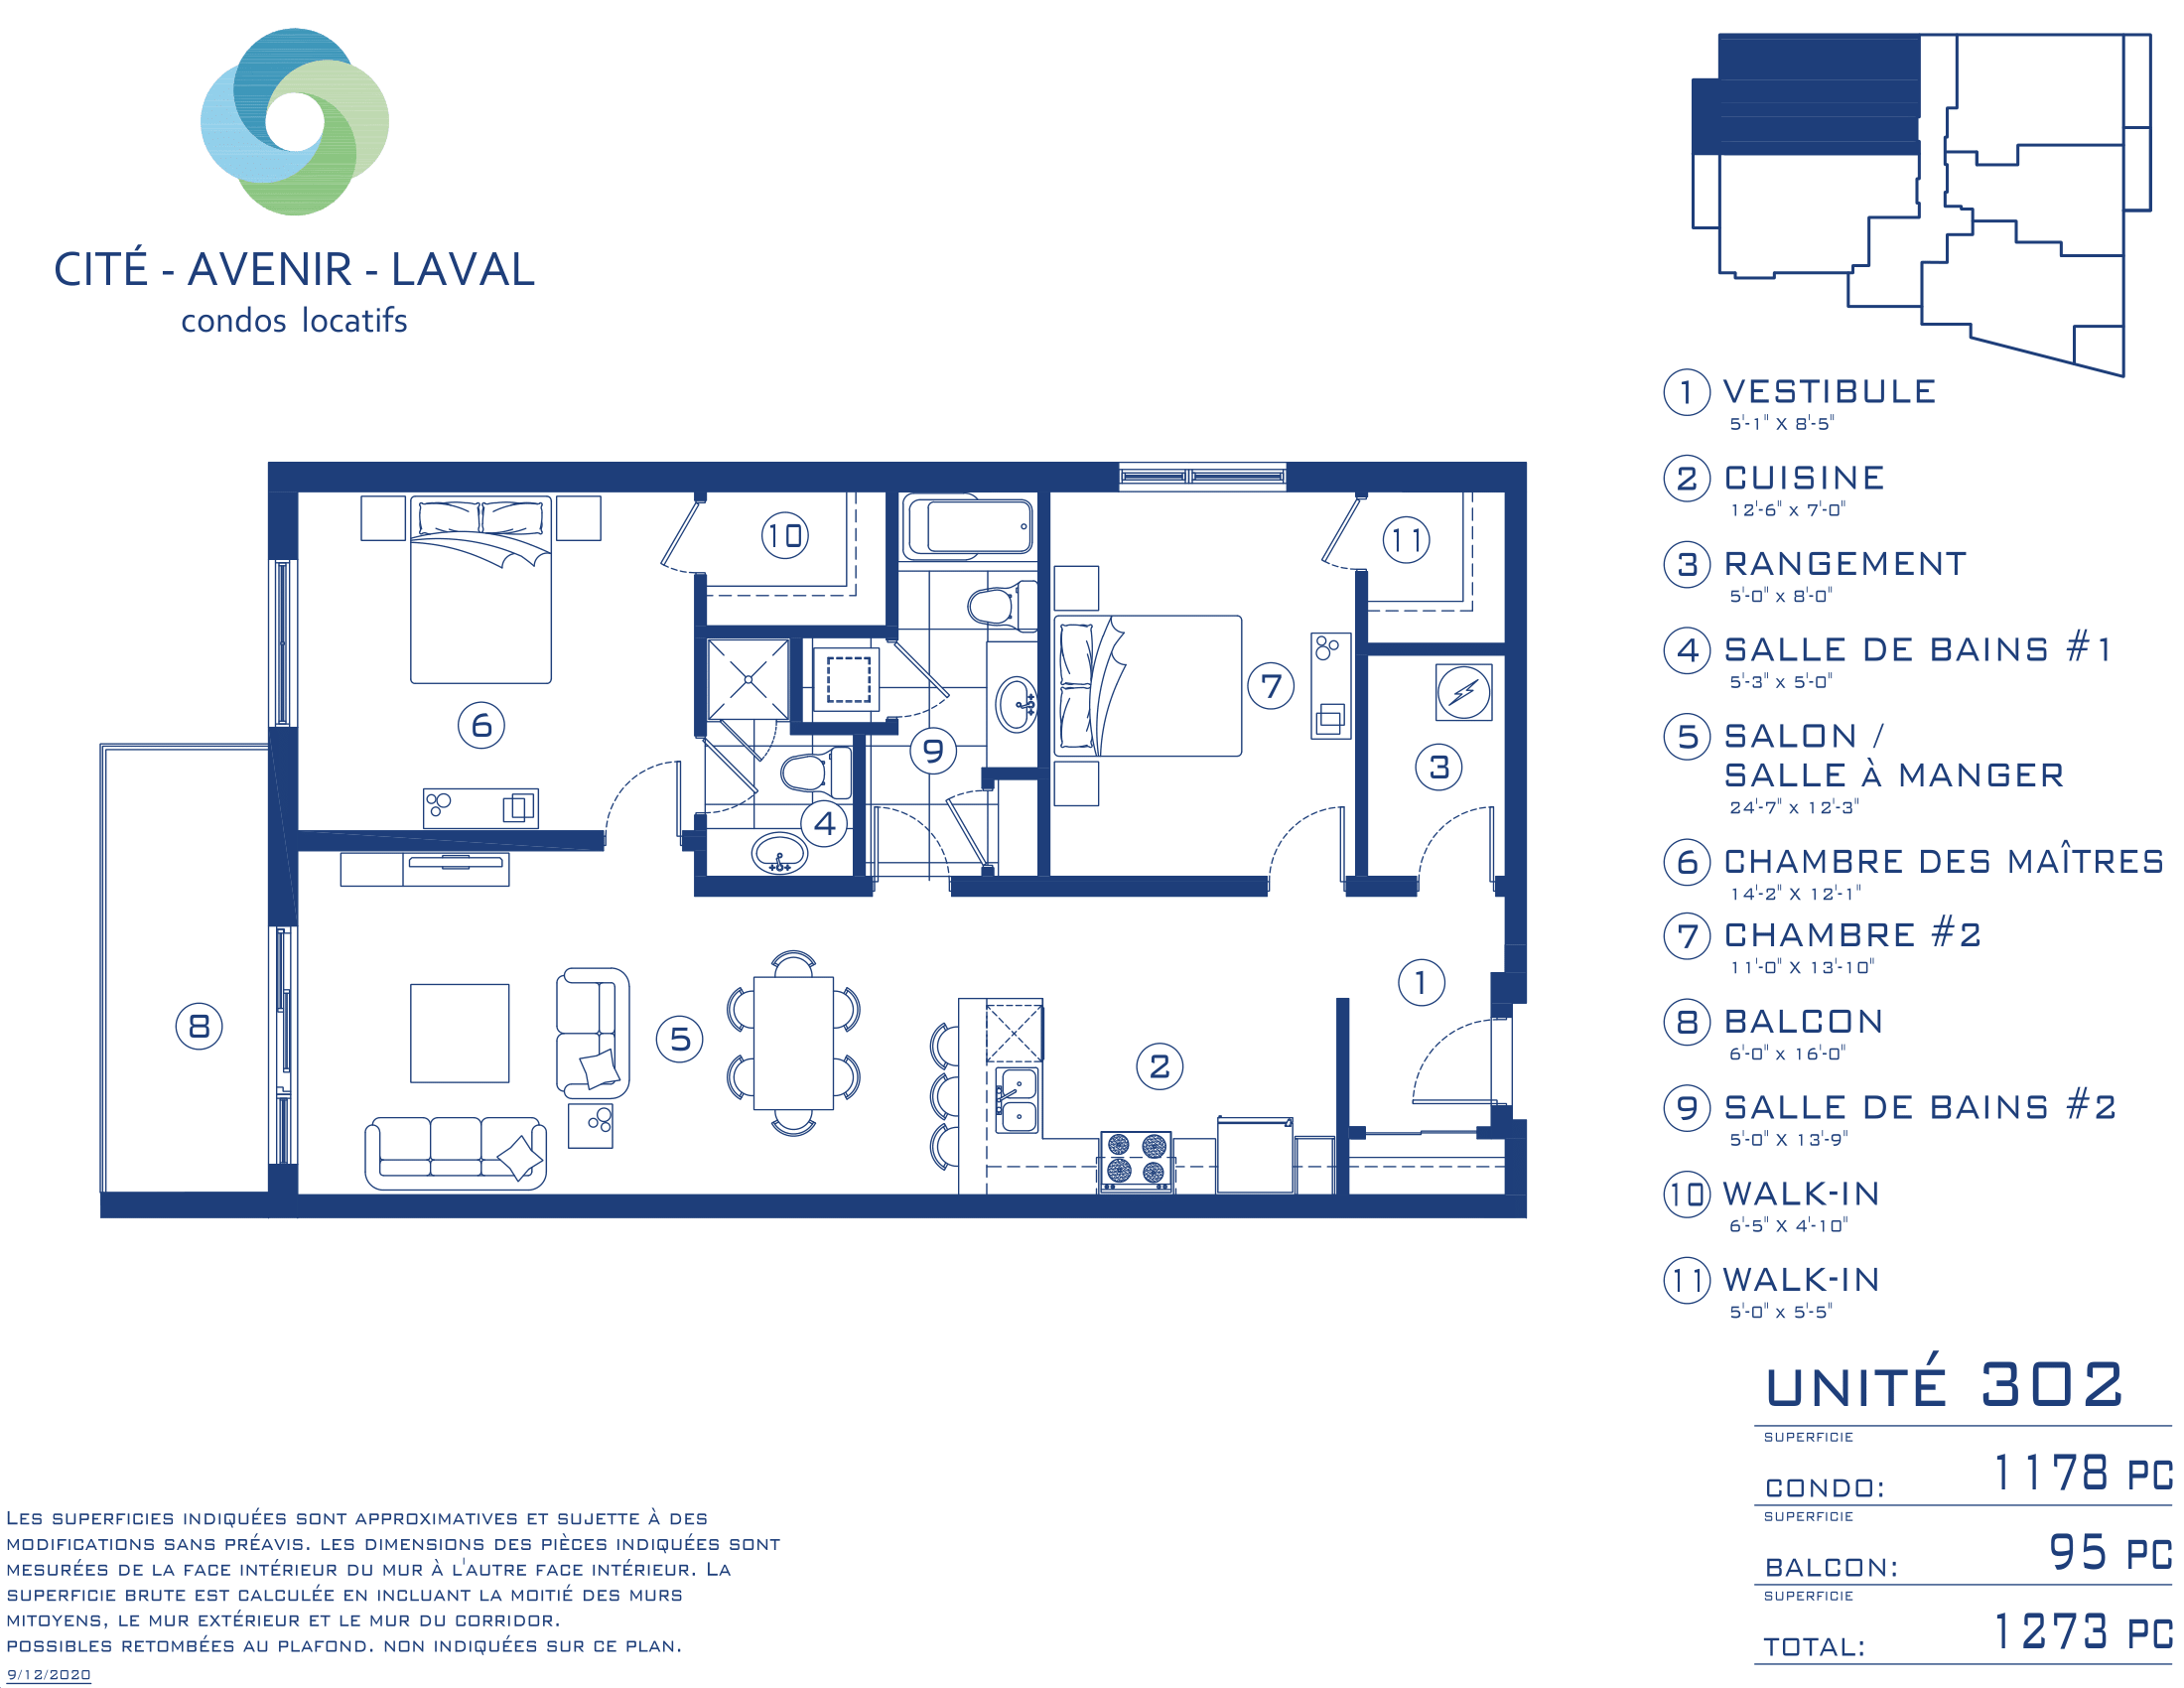 CITÉ - AVENIR - LAVAL
condos locatifs
10
11
6
7
9
3
4
1
8
5
2
1 VESTIBULE
5'-1" X 8'-5"
2 CUISINE
12'-6" x 7'-0"
3 RANGEMENT
5'-0" x 8'-0"
4 SALLE DE BAINS #1
5'-3" x 5'-0"
5 SALON /
SALLE À MANGER
24'-7" x 12'-3"
6 CHAMBRE DES MAÎTRES
14'-2" X 12'-1"
7 CHAMBRE #2
11'-0" X 13'-10"
8 BALCON
6'-0" x 16'-0"
9 SALLE DE BAINS #2
5'-0" X 13'-9"
10 WALK-IN
6'-5" X 4'-10"
11 WALK-IN
5'-0" x 5'-5"
UNITÉ 302
SUPERFICIE
CONDO: 1178 PC
SUPERFICIE
BALCON: 95 PC
SUPERFICIE
TOTAL: 1273 PC
LES SUPERFICIES INDIQUÉES SONT APPROXIMATIVES ET SUJETTE À DES
MODIFICATIONS SANS PRÉAVIS. LES DIMENSIONS DES PIÈCES INDIQUÉES SONT
MESURÉES DE LA FACE INTÉRIEUR DU MUR À L'AUTRE FACE INTÉRIEUR. LA
SUPERFICIE BRUTE EST CALCULÉE EN INCLUANT LA MOITIÉ DES MURS
MITOYENS, LE MUR EXTÉRIEUR ET LE MUR DU CORRIDOR.
POSSIBLES RETOMBÉES AU PLAFOND. NON INDIQUÉES SUR CE PLAN.
9/12/2020